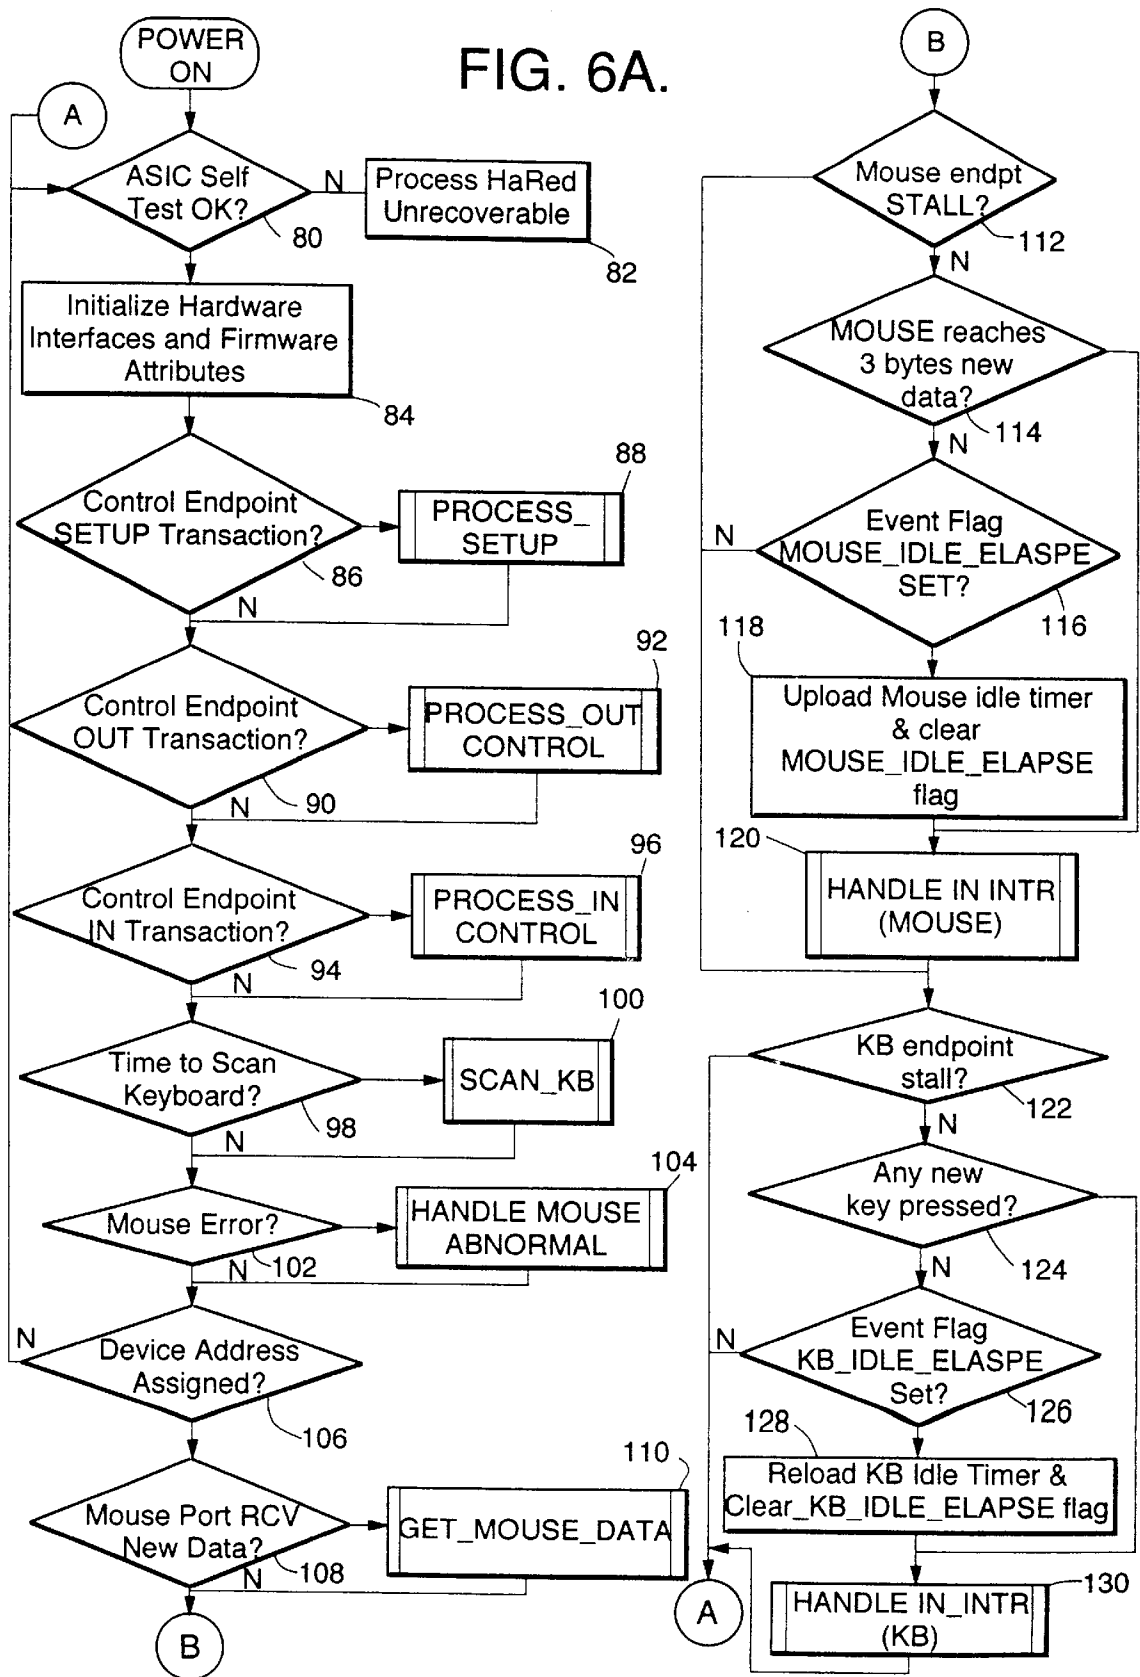 FIG. 6A.
POWER
ON
A
ASIC Self
Test OK?
80
N
Process HaRed
Unrecoverable
82
Initialize Hardware
Interfaces and Firmware
Attributes
84
Control Endpoint
SETUP Transaction?
86
N
88
PROCESS_
SETUP
Control Endpoint
OUT Transaction?
90
N
92
PROCESS_OUT
CONTROL
Control Endpoint
IN Transaction?
94
N
96
PROCESS_IN
CONTROL
Time to Scan
Keyboard?
98
N
100
SCAN_KB
Mouse Error?
102
N
104
HANDLE MOUSE
ABNORMAL
N
Device Address
Assigned?
106
Mouse Port RCV
New Data?
108
N
110
GET_MOUSE_DATA
B
B
Mouse endpt
STALL?
112
N
MOUSE reaches
3 bytes new
data?
114
N
Event Flag
MOUSE_IDLE_ELASPE
SET?
116
N
118
Upload Mouse idle timer
& clear
MOUSE_IDLE_ELAPSE
flag
120
HANDLE IN INTR
(MOUSE)
KB endpoint
stall?
122
N
Any new
key pressed?
124
N
Event Flag
KB_IDLE_ELASPE
Set?
126
N
128
Reload KB Idle Timer &
Clear_KB_IDLE_ELAPSE flag
A
HANDLE IN_INTR
(KB)
130